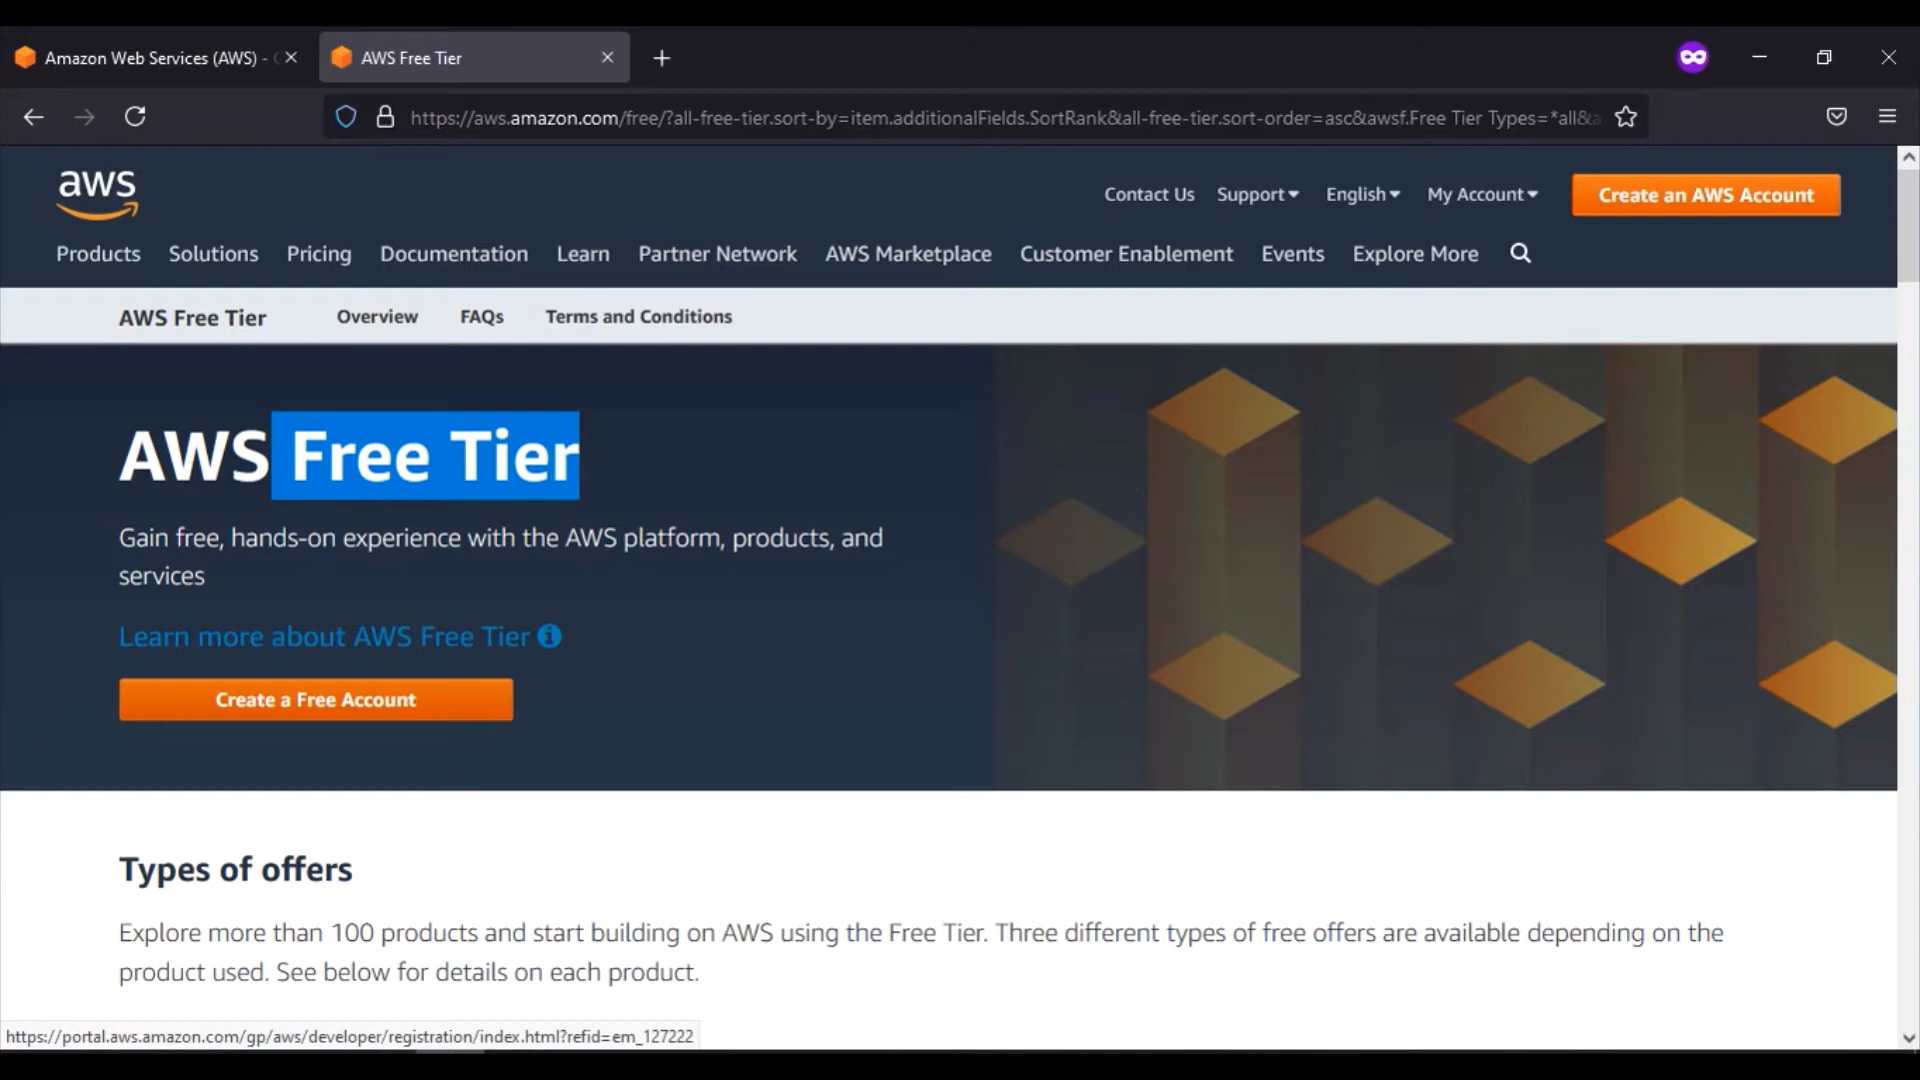 Amazon Web Services (AWS) -
AWS Free Tier
https://aws.amazon.com/free/?all-free-tier.sort-by=item.additionalFields.SortRank&all-free-tier.sort-order=asc&awsf.Free Tier Types=*all&a
aws
Contact Us Support English My Account Create an AWS Account
Products Solutions Pricing Documentation Learn Partner Network AWS Marketplace Customer Enablement Events Explore More
AWS Free Tier Overview FAQs Terms and Conditions
AWS Free Tier
Gain free, hands-on experience with the AWS platform, products, and
services
Learn more about AWS Free Tier
Create a Free Account
Types of offers
Explore more than 100 products and start building on AWS using the Free Tier. Three different types of free offers are available depending on the
product used. See below for details on each product.
https://portal.aws.amazon.com/gp/aws/developer/registration/index.html?refid=em_127222